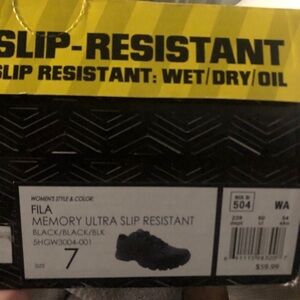 SLIP-RESISTANT
SLIP RESISTANT: WET/DRY/OIL
WOMEN'S STYLE & COLOR:
FILA
MEMORY ULTRA SLIP RESISTANT
BLACK/BLACK/BLK
5HGW3004-001
SIZE 7
504 WA
$59.99